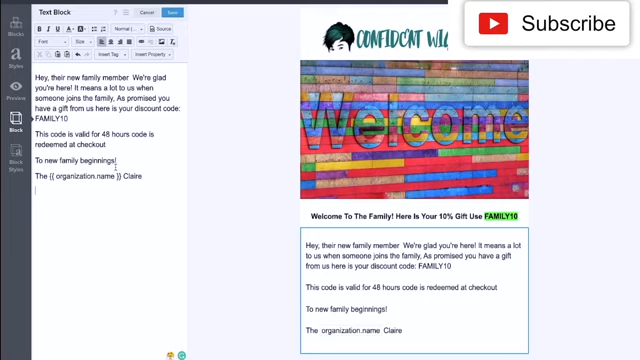 Text Block
Cancel
Save
Blocks
Styles
Preview
Block
Block
Styles
B I U
Normal (...
Source
Font
Size
Insert Tag
Insert Property
Hey, their new family member We're glad
you're here! It means a lot to us when
someone joins the family, As promised you
have a gift from us here is your discount code:
FAMILY10
This code is valid for 48 hours code is
redeemed at checkout
To new family beginnings!
The {{ organization.name }} Claire
CONFIDENT WIG
Subscribe
Welcome
Welcome To The Family! Here Is Your 10% Gift Use FAMILY10
Hey, their new family member We're glad you're here! It means a lot
to us when someone joins the family, As promised you have a gift
from us here is your discount code: FAMILY10
This code is valid for 48 hours code is redeemed at checkout
To new family beginnings!
The organization.name Claire